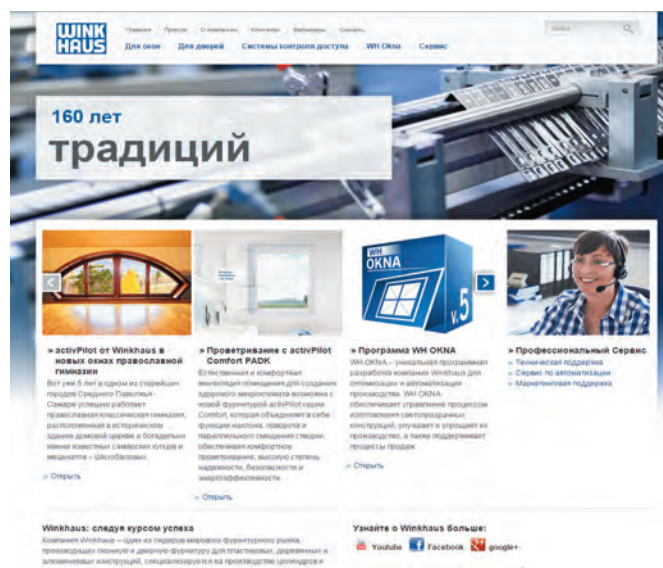 WINK
HAUS
Главная Пресса О компании Контакты Вебинары Скачать
Для окон Для дверей Системы контроля доступа WH Okna Сервис
160 лет
традиций
WH
OKNA
V. 5
» activPilot от Winkhaus в
новых окнах православной
гимназии
Вот уже 5 лет в одном из старейших
городов Среднего Поволжья -
Самаре успешно работает
православная классическая гимназия,
расположенная в историческом
здании домовой церкви и богадельни
имени известных самарских купцов и
меценатов – Шихобаловых.
» Открыть
» Проветривание с activPilot
Comfort PADK
Естественная и комфортная
вентиляция помещения для создания
здорового микроклимата возможна с
новой фурнитурой activPilot серии
Comfort, которая объединяет в себе
функции наклона, поворота и
параллельного смещения створки,
обеспечивая комфортное
проветривание, высокую степень
надежности, безопасности и
энергоэффективности.
» Открыть
» Программа WH OKNA
WH OKNA – уникальная программная
разработка компании Winkhaus для
оптимизации и автоматизации
производства. WH OKNA
обеспечивает управление процессом
изготовления светопрозрачных
конструкций, улучшает и упрощает их
производство, а также поддерживает
процессы продаж.
» Открыть
» Профессиональный Сервис
» Техническая поддержка
» Сервис по автоматизации
» Маркетинговая поддержка
Winkhaus: следуя курсом успеха
Компания Winkhaus – один из лидеров мирового фурнитурного рынка,
производящих оконную и дверную фурнитуру для пластиковых, деревянных и
алюминиевых конструкций, специализируется на производстве цилиндров и
Узнайте о Winkhaus больше:
Youtube Facebook google+